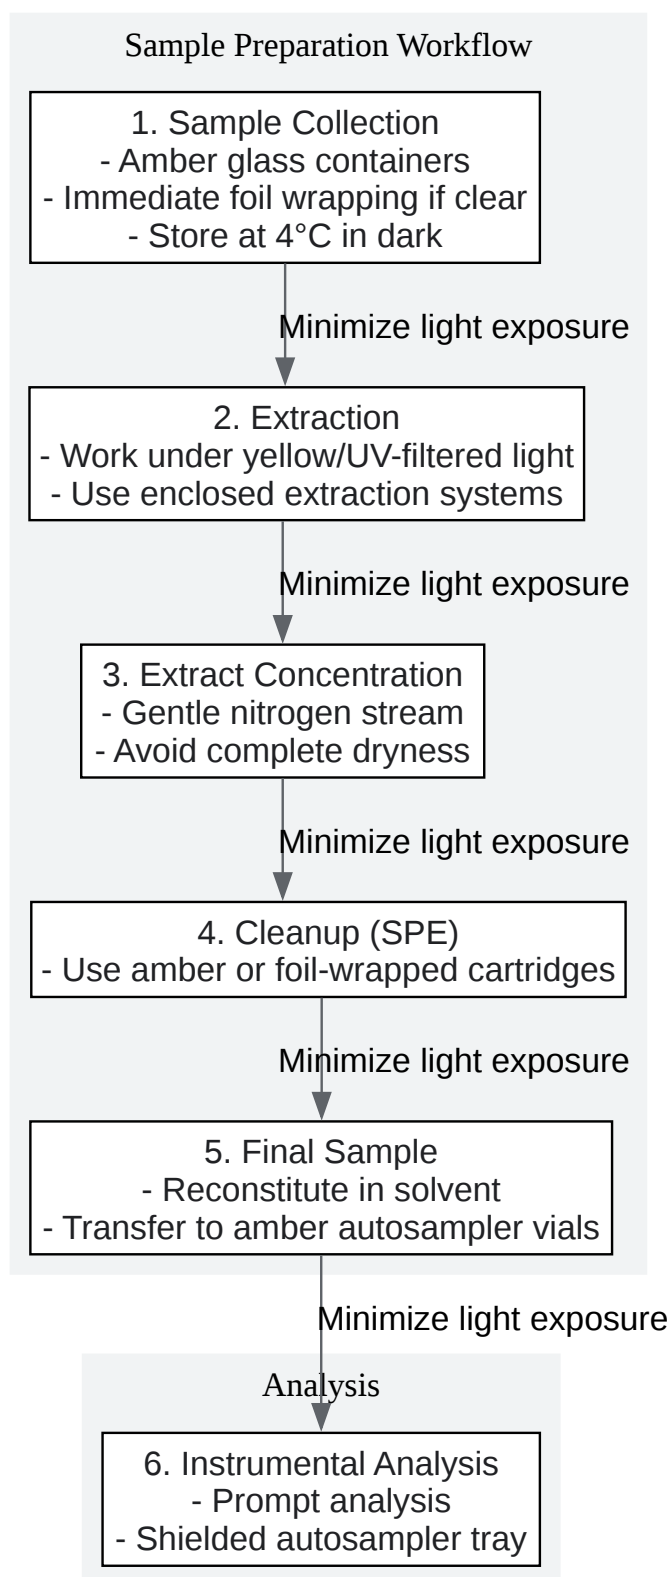 Sample Preparation Workflow
1. Sample Collection
- Amber glass containers
- Immediate foil wrapping if clear
- Store at 4°C in dark
Minimize light exposure
2. Extraction
- Work under yellow/UV-filtered light
- Use enclosed extraction systems
Minimize light exposure
3. Extract Concentration
- Gentle nitrogen stream
- Avoid complete dryness
Minimize light exposure
4. Cleanup (SPE)
- Use amber or foil-wrapped cartridges
Minimize light exposure
5. Final Sample
- Reconstitute in solvent
- Transfer to amber autosampler vials
Minimize light exposure
Analysis
6. Instrumental Analysis
- Prompt analysis
- Shielded autosampler tray